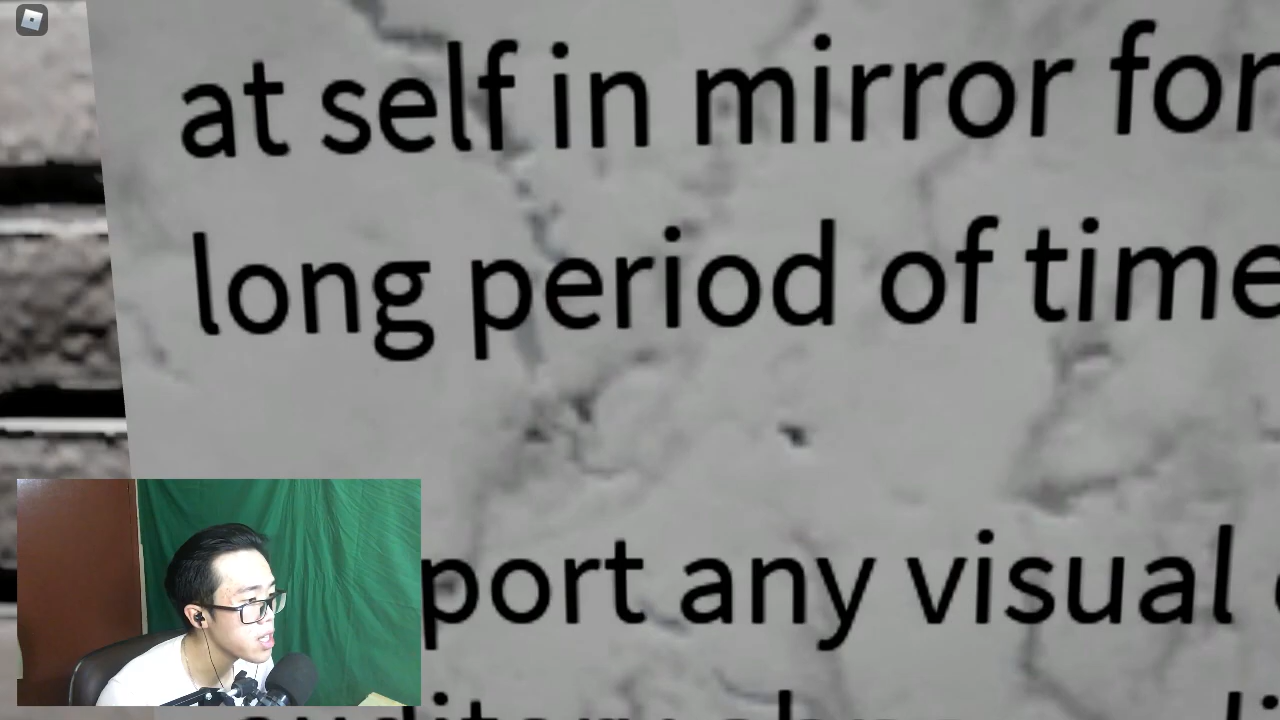 at self in mirror for
long period of time
port any visual